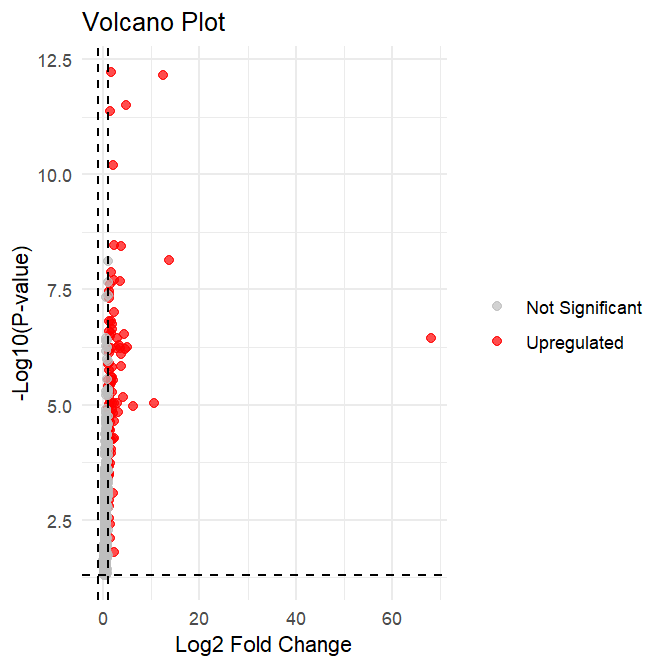 Volcano Plot
12.5
10.0
7.5
5.0
2.5
-Log10(P-value)
0
20
40
60
Log2 Fold Change
Not Significant
Upregulated